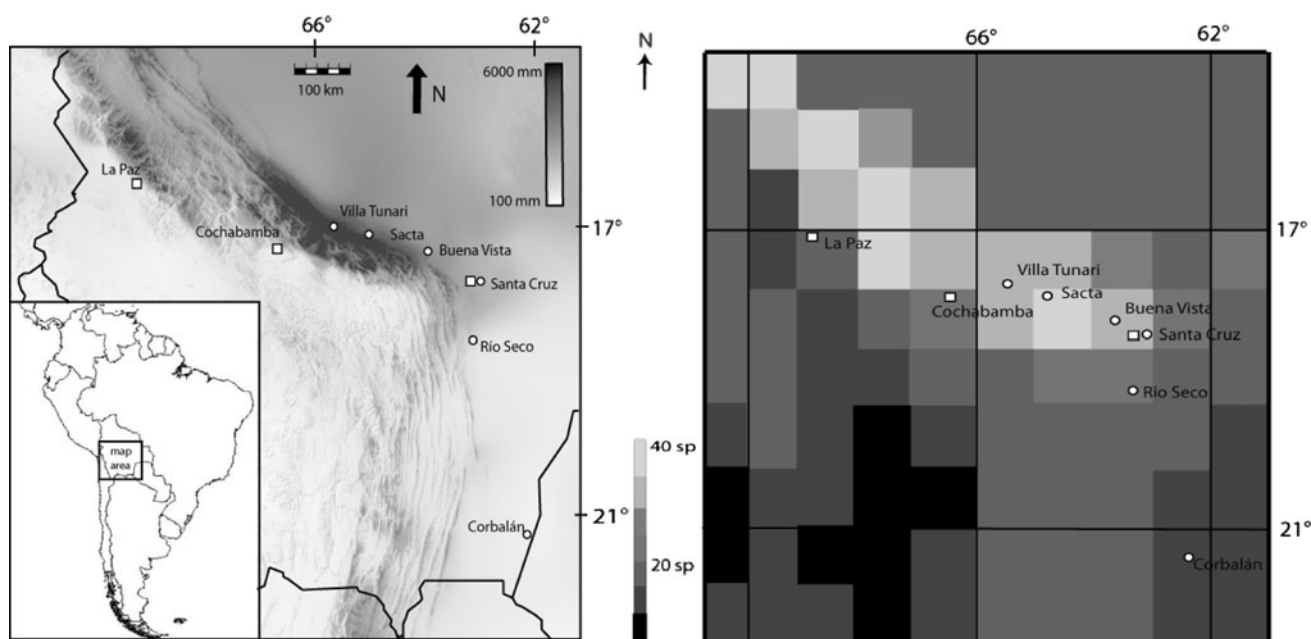 66°
62°
6000 mm
100 km
N
La Paz
100 mm
Villa Tunari
17°
Cochabamba
Sacta
Buena Vista
Santa Cruz
Río Seco
map
area
Corbalán
21°
N
66°
62°
17°
La Paz
Villa Tunari
Sacta
Cochabamba
Buena Vista
Santa Cruz
Río Seco
40 sp
20 sp
21°
Corbalán